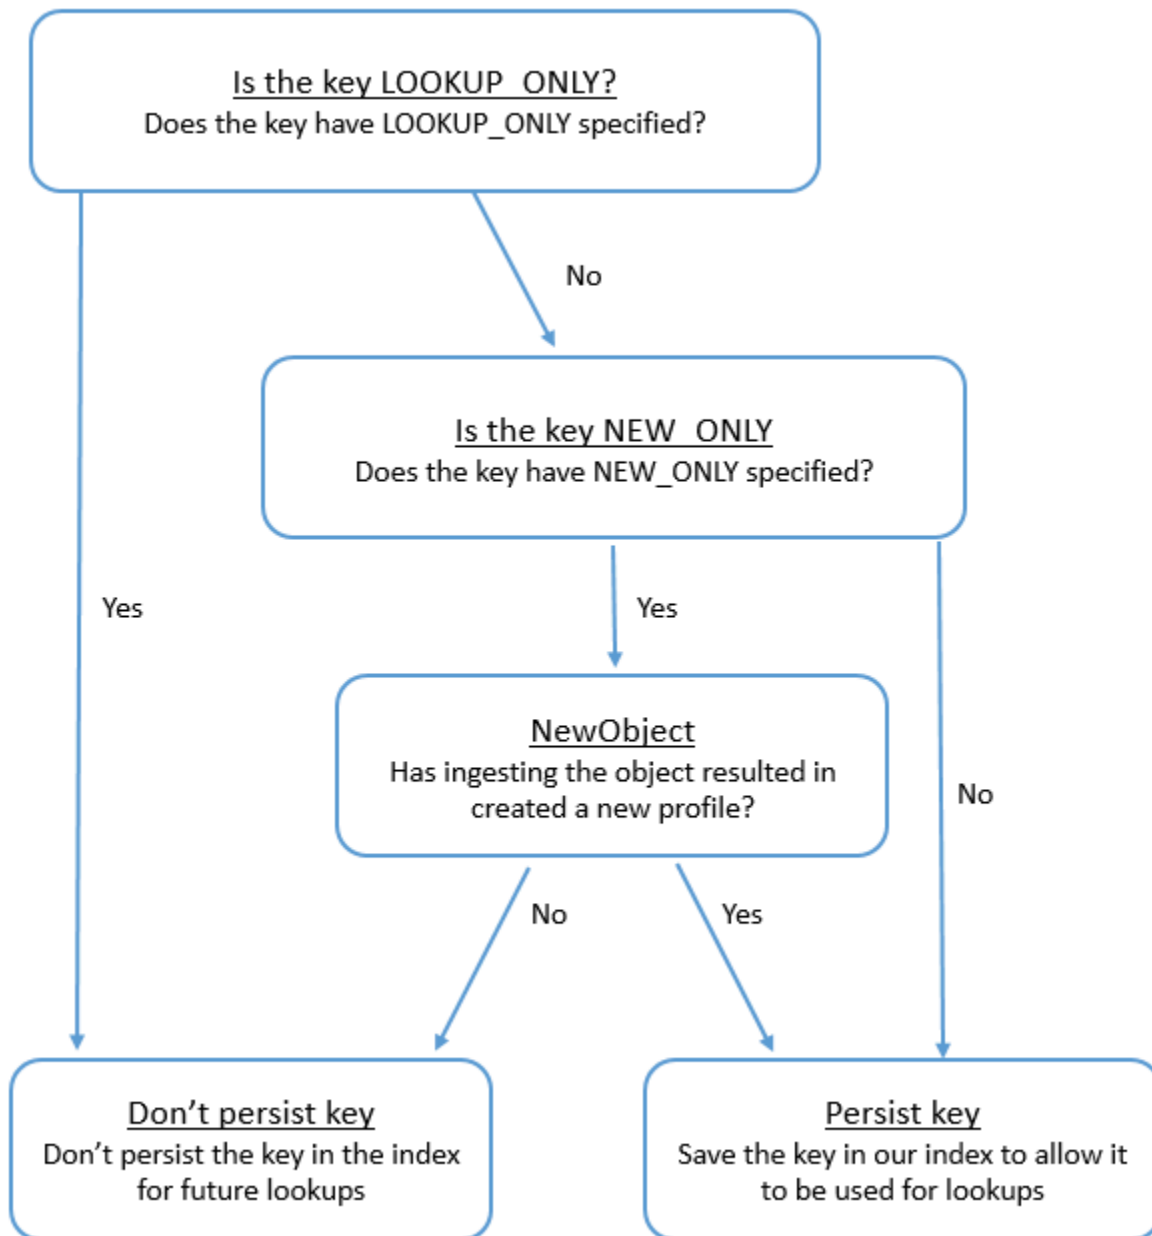 Is the key LOOKUP_ONLY?
Does the key have LOOKUP_ONLY specified?
No
Is the key NEW_ONLY
Does the key have NEW_ONLY specified?
Yes
Yes
NewObject
Has ingesting the object resulted in
created a new profile?
No
No
Yes
Don’t persist key
Don’t persist the key in the index
for future lookups
Persist key
Save the key in our index to allow it
to be used for lookups